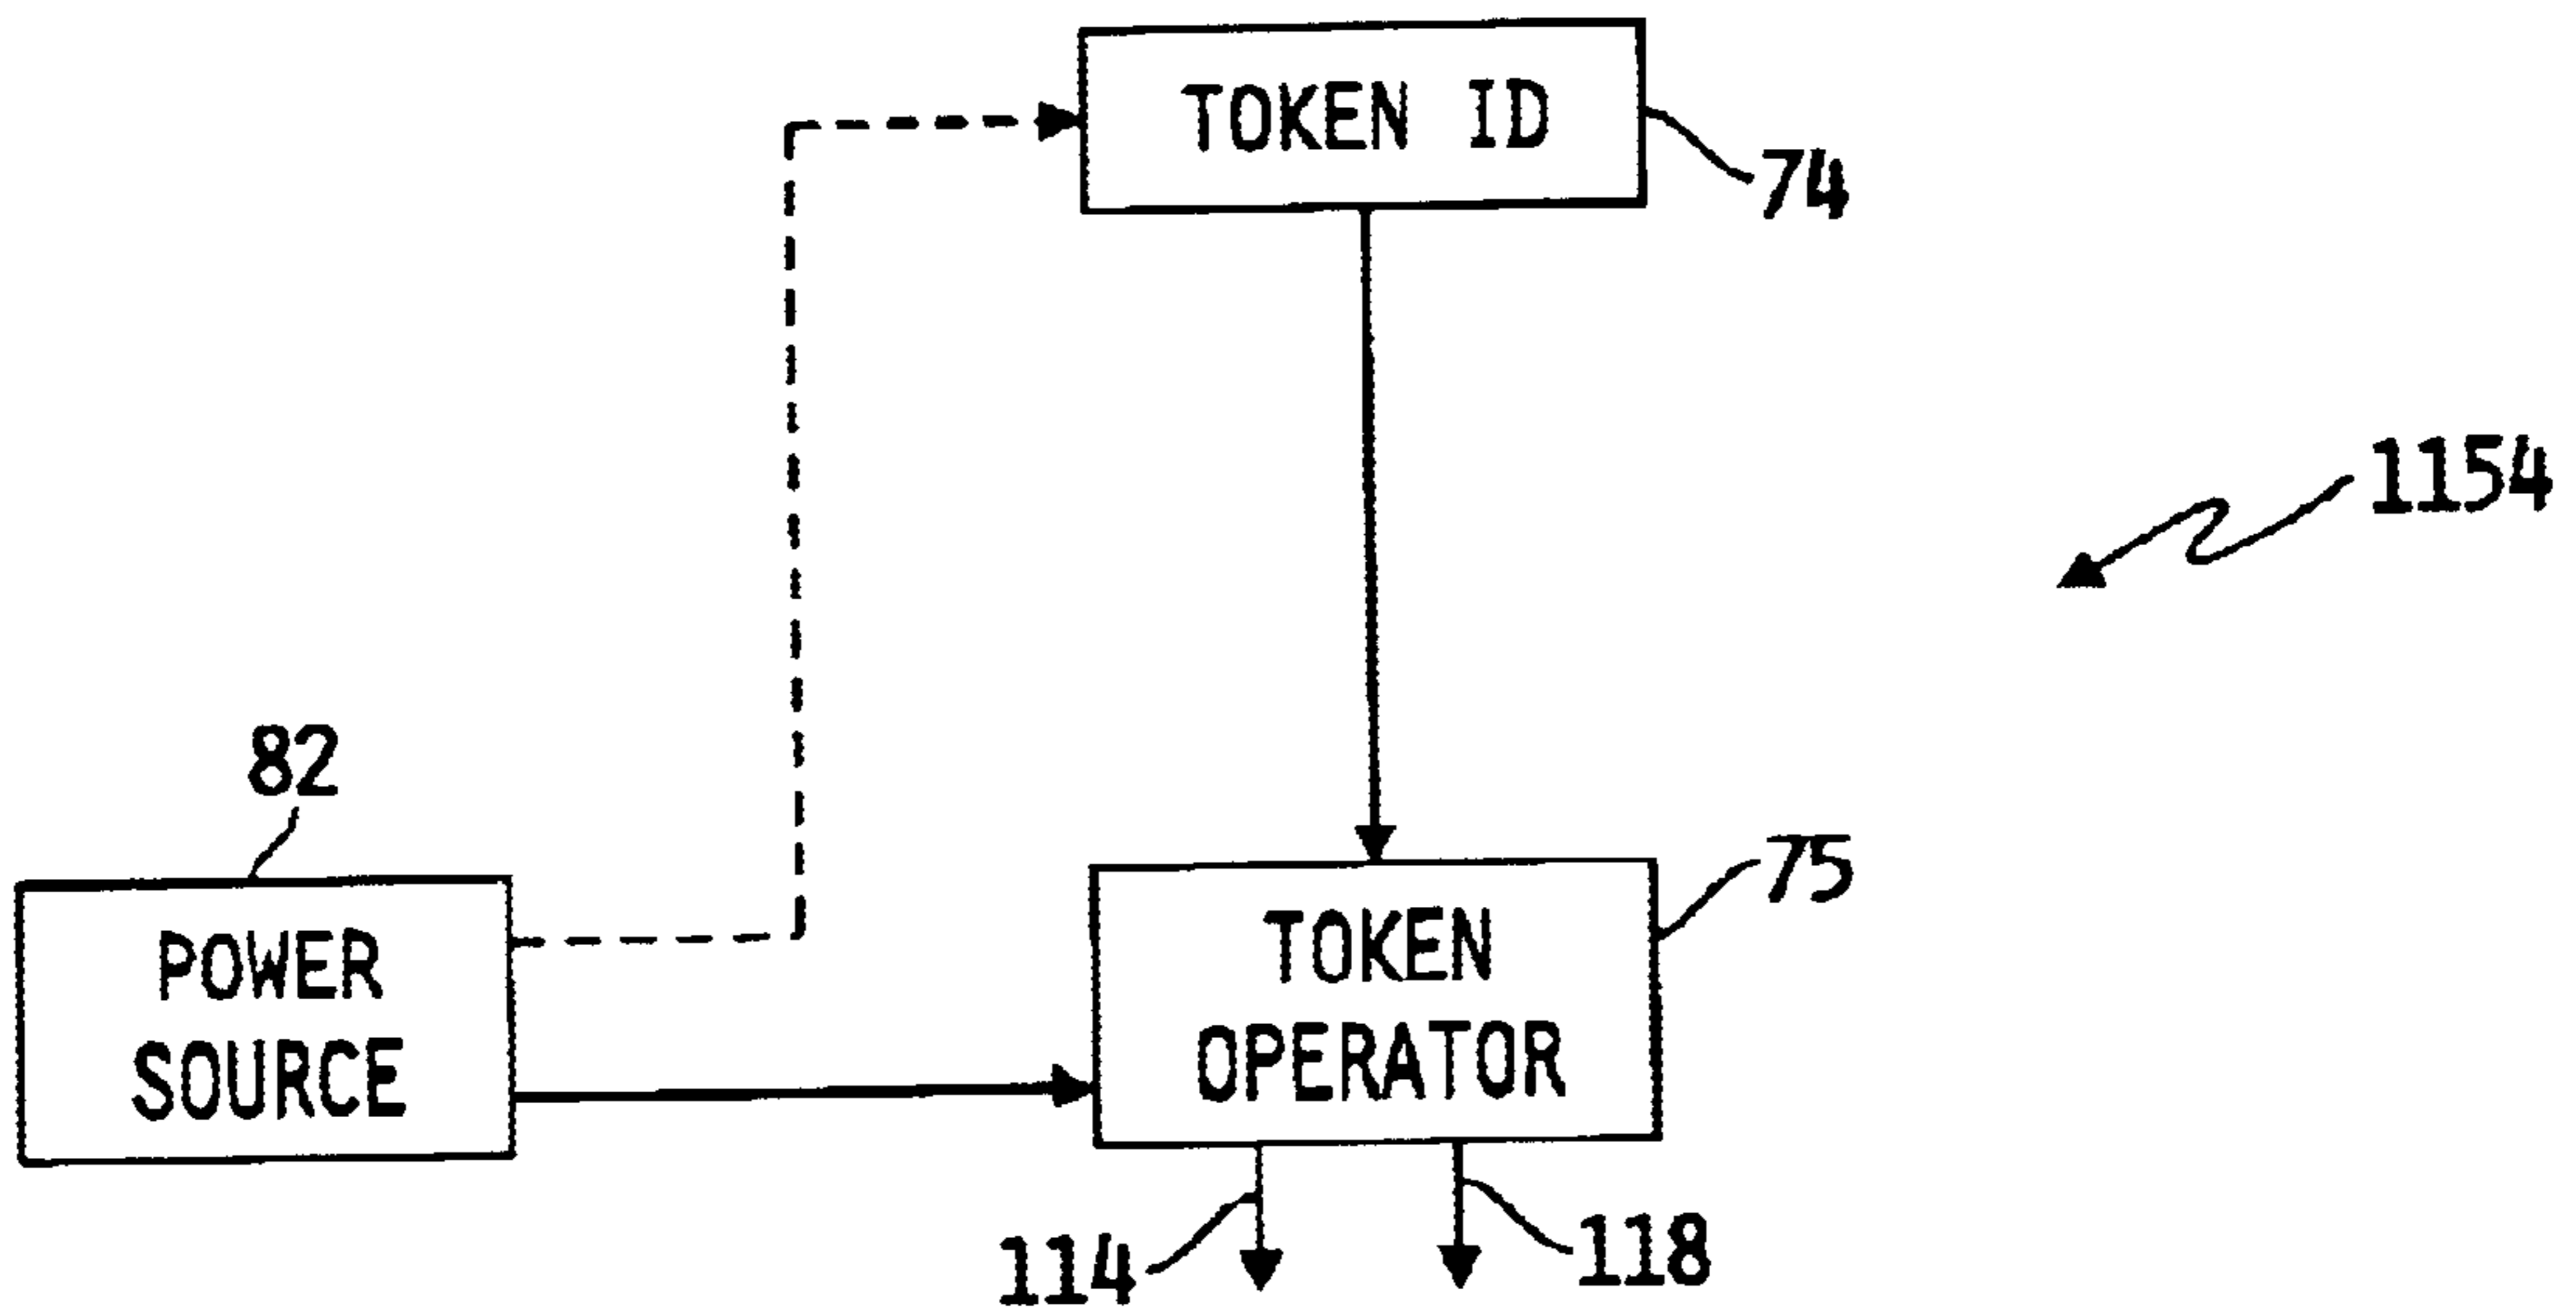 TOKEN ID
74
1154
82
POWER
SOURCE
75
TOKEN
OPERATOR
114
118